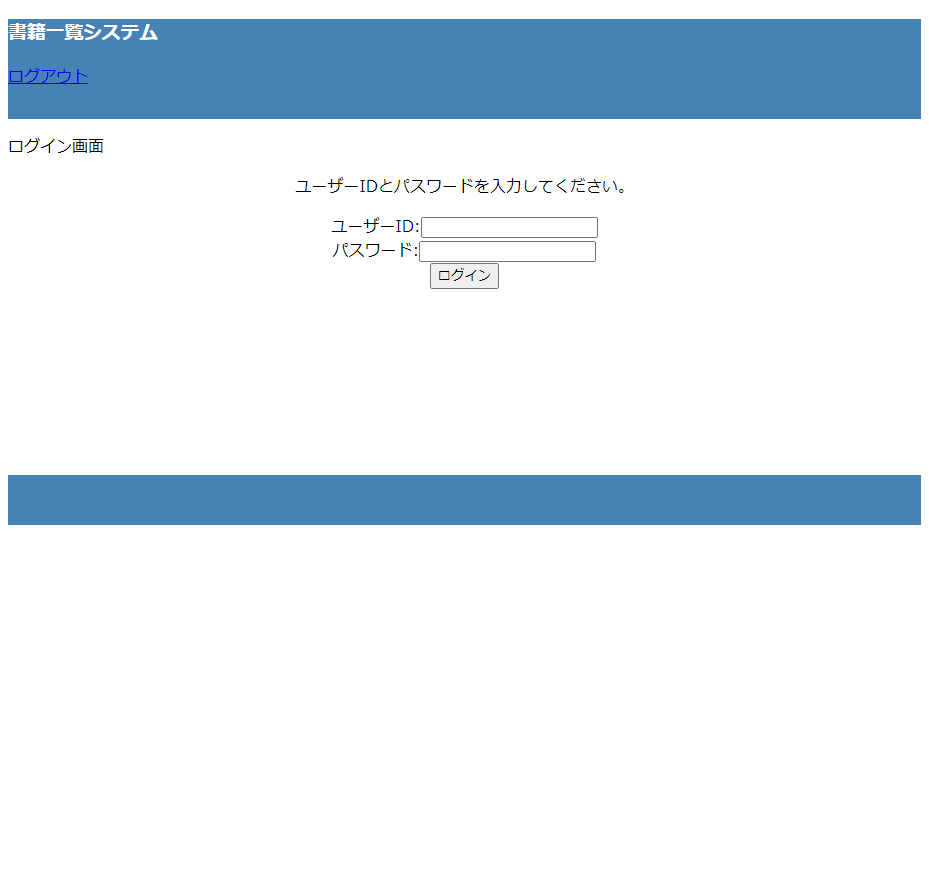 書籍一覧システム
ログアウト
ログイン画面
ユーザーIDとパスワードを入力してください。
ユーザーID:
パスワード:
ログイン